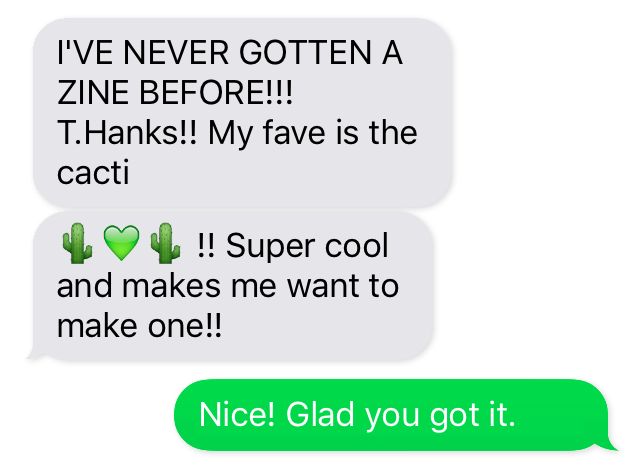 I'VE NEVER GOTTEN A
ZINE BEFORE!!!
T.Hanks!! My fave is the
cacti
🌵💚🌵 !! Super cool
and makes me want to
make one!!
Nice! Glad you got it.